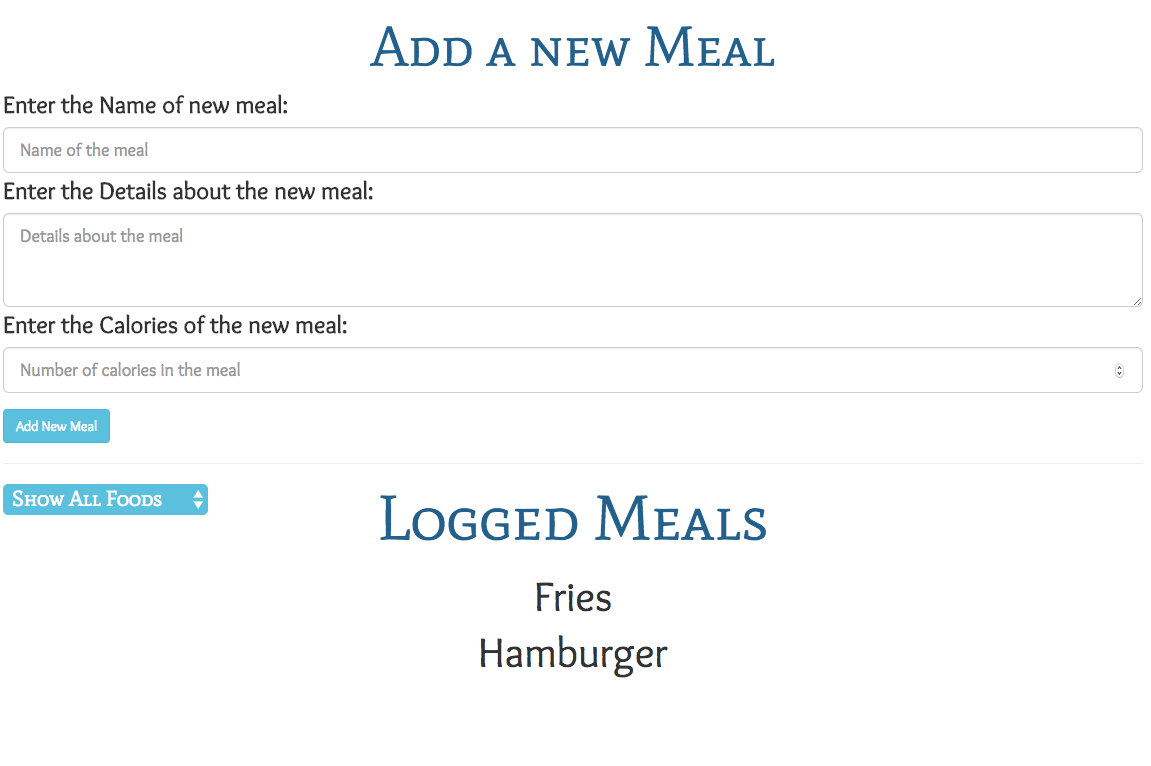 Add a new Meal
Enter the Name of new meal:
Name of the meal
Enter the Details about the new meal:
Details about the meal
Enter the Calories of the new meal:
Number of calories in the meal
Add New Meal
Show All Foods
Logged Meals
Fries
Hamburger